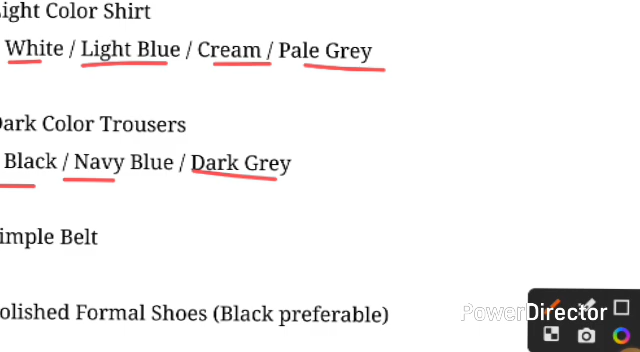 ight Color Shirt
White / Light Blue / Cream / Pale Grey
ark Color Trousers
Black / Navy Blue / Dark Grey
imple Belt
olished Formal Shoes (Black preferable)
PowerDirector